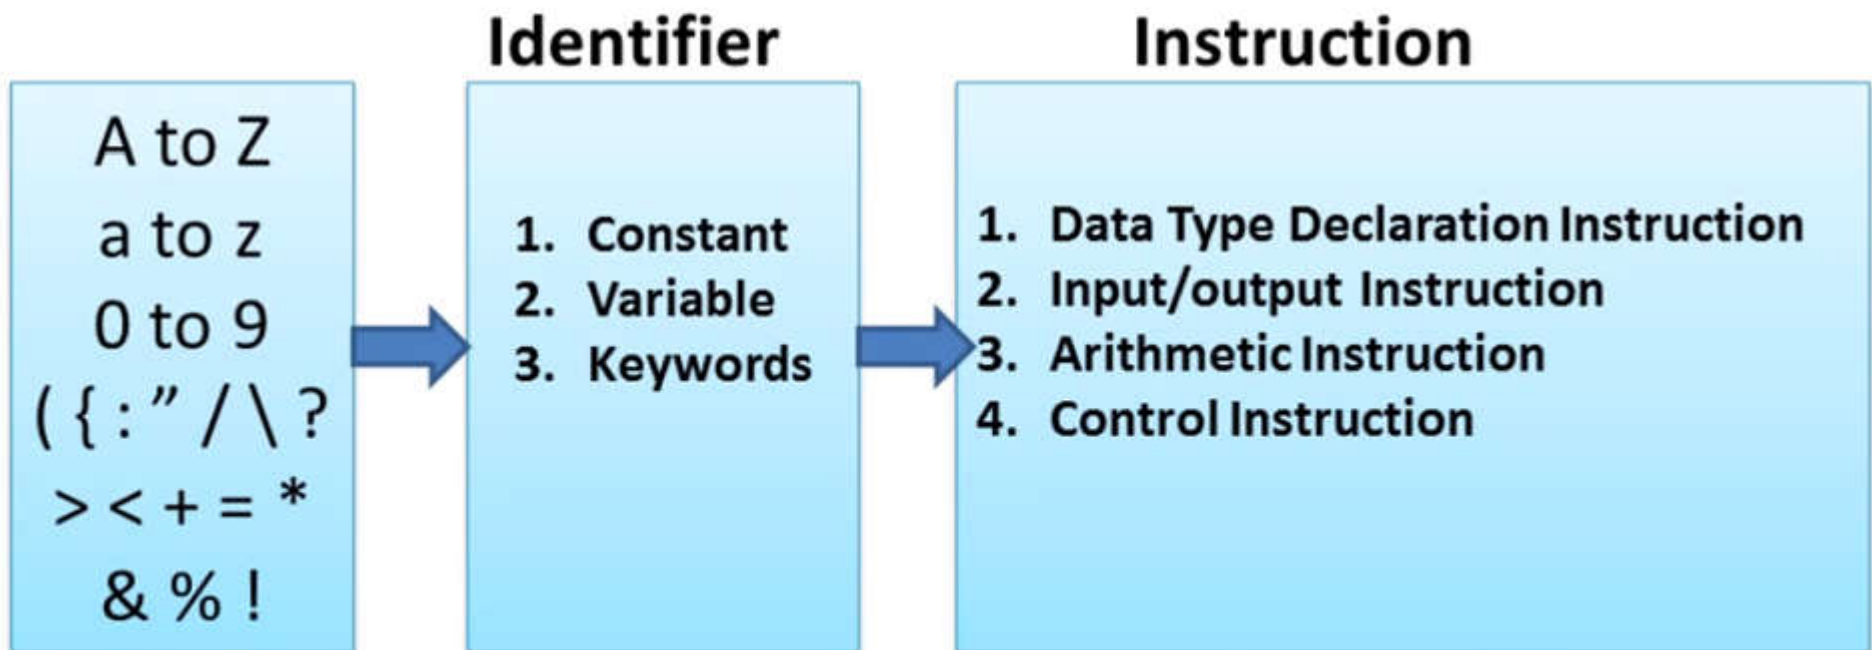 Identifier
Instruction
A to Z
a to z
0 to 9
( { : ” / \ ?
> < + = *
& % !
1. Constant
2. Variable
3. Keywords
1. Data Type Declaration Instruction
2. Input/output Instruction
3. Arithmetic Instruction
4. Control Instruction